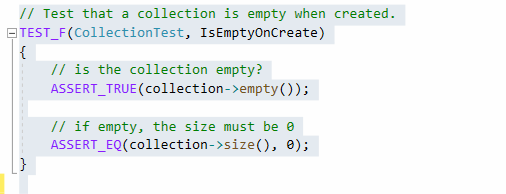 // Test that a collection is empty when created.
TEST_F(CollectionTest, IsEmptyOnCreate)
{
    // is the collection empty?
    ASSERT_TRUE(collection->empty());

    // if empty, the size must be 0
    ASSERT_EQ(collection->size(), 0);
}